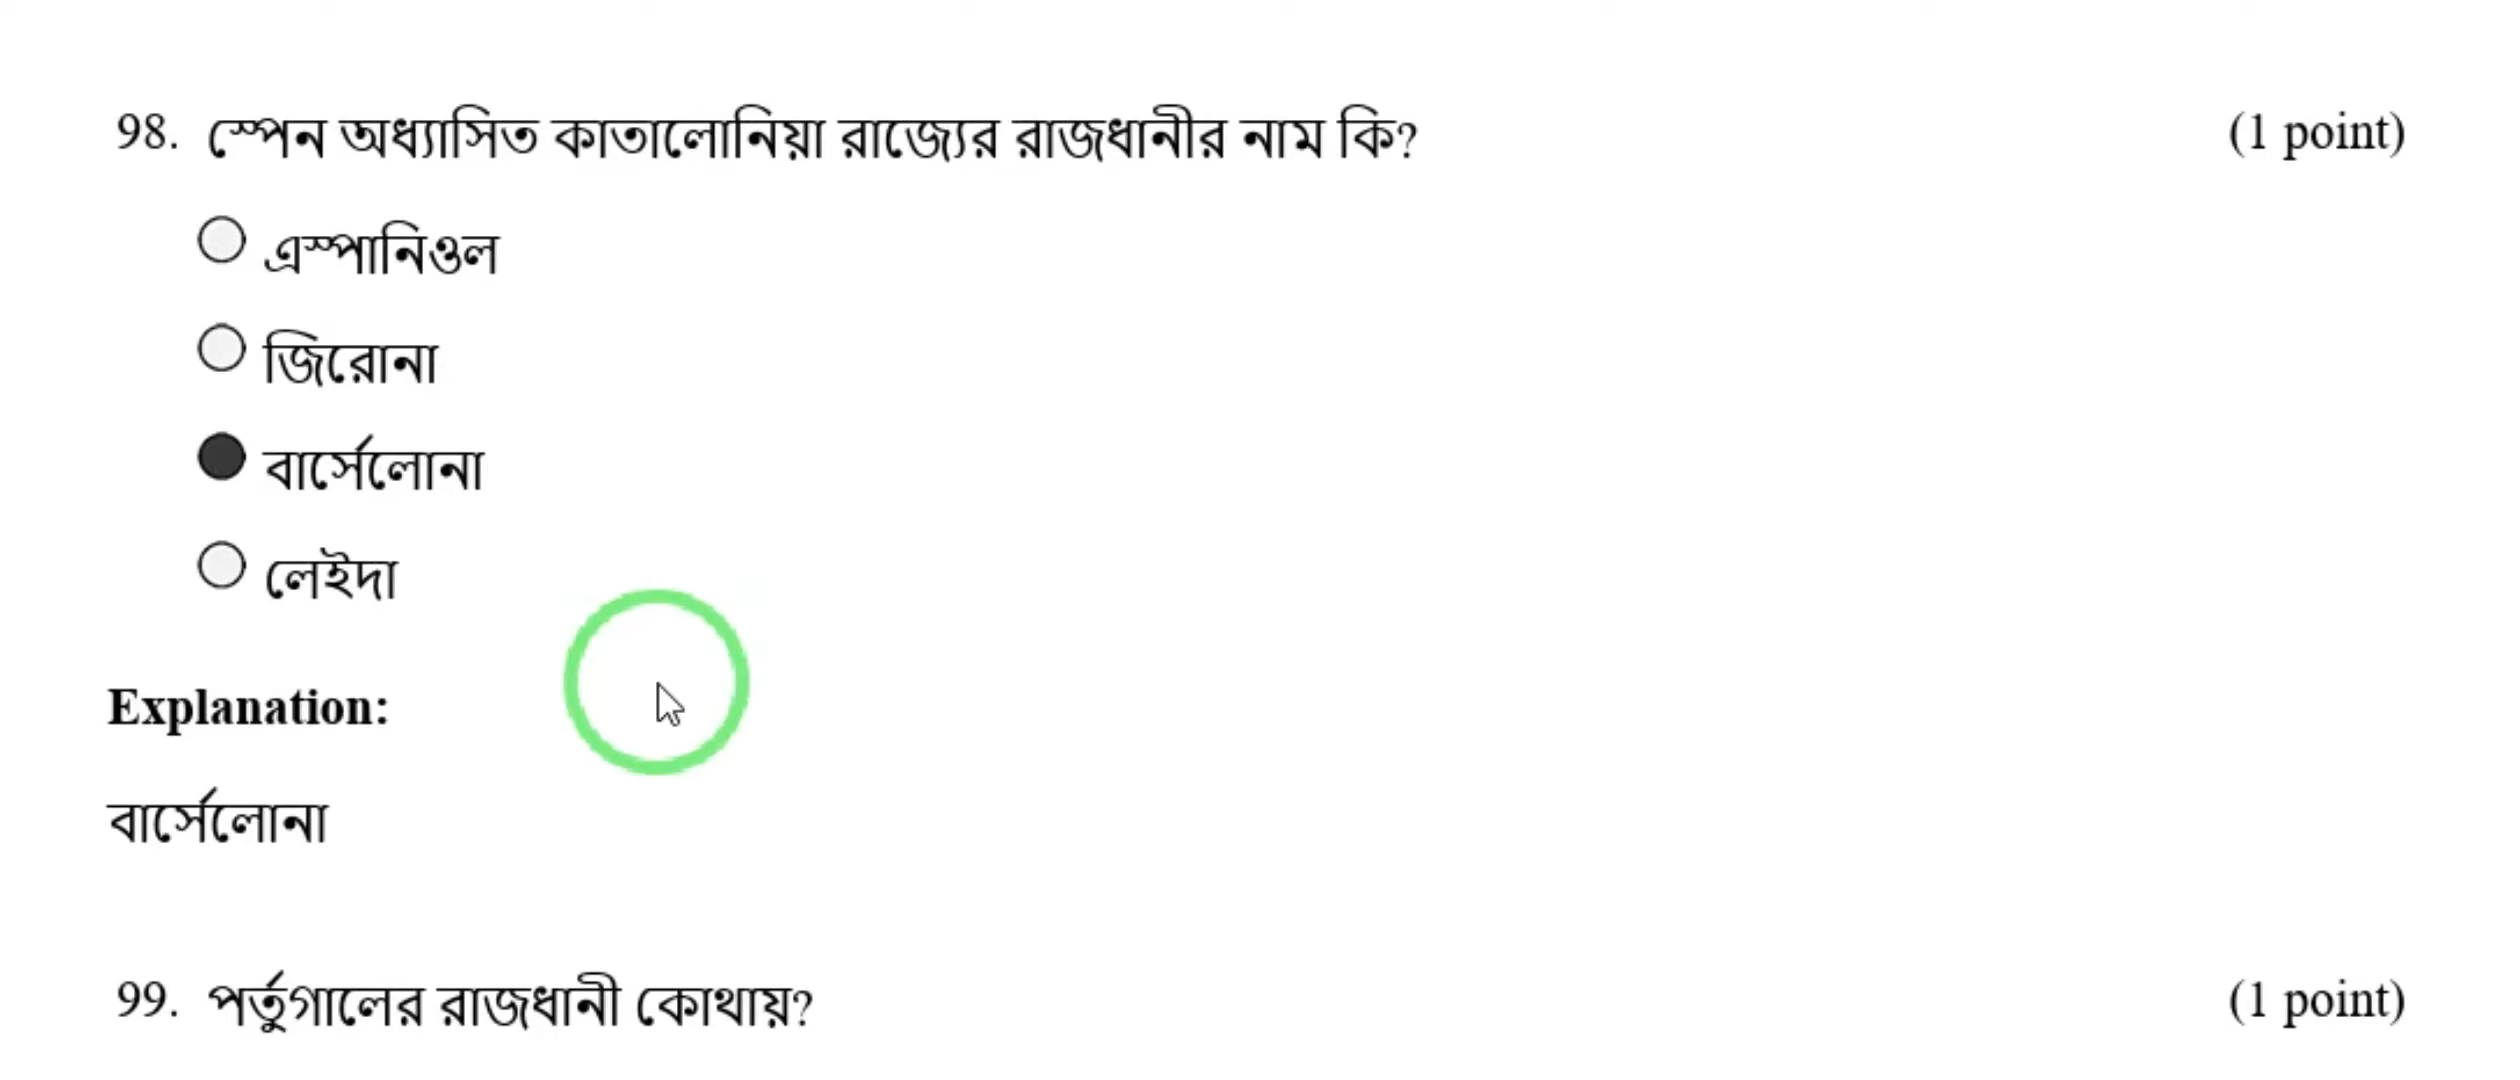 98. স্পেন অধ্যাসিত কাতালোনিয়া রাজ্যের রাজধানীর নাম কি? (1 point)
এস্পানিওল
জিরোনা
বার্সেলোনা
লেইদা
Explanation:
বার্সেলোনা
99. পর্তুগালের রাজধানী কোথায়? (1 point)